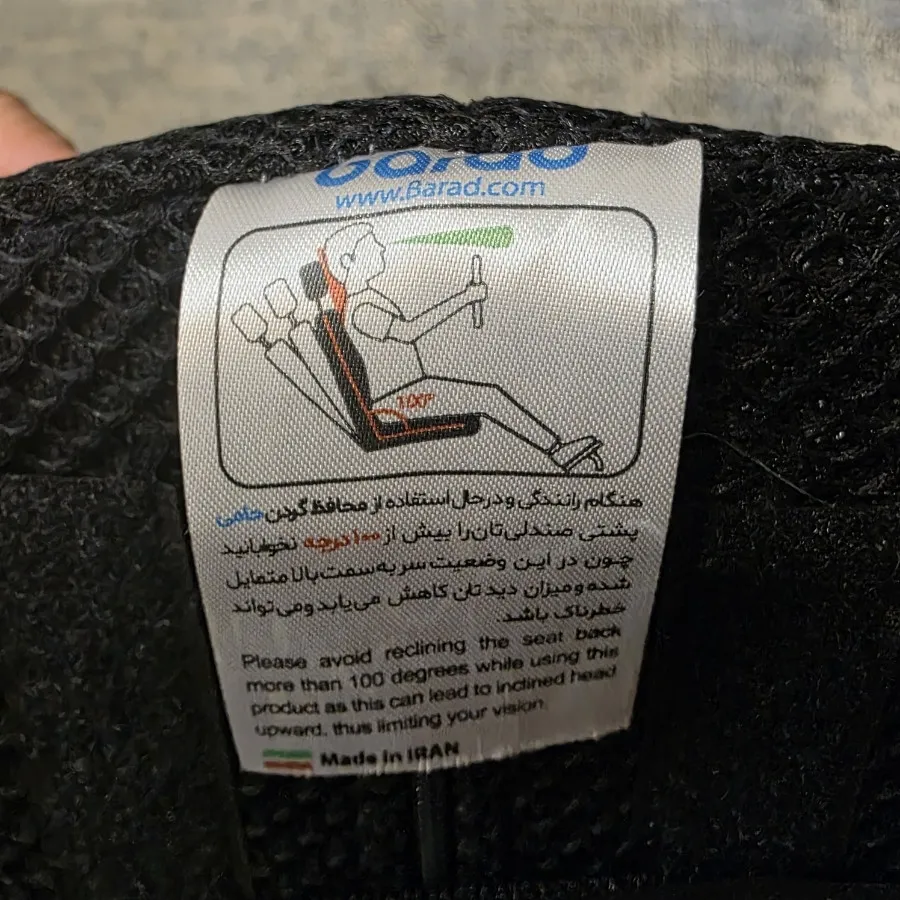 Barad
www.Barad.com
100°
هنگام رانندگی و درحال استفاده از محافظ گردن حامی
پشتی صندلی‌تان را بیش از ۱۰۰ درجه نخوابانید
چون در این وضعیت سر به سمت بالا متمایل
شده و میزان دید تان کاهش می‌یابد و می‌تواند
خطرناک باشد.
Please avoid reclining the seat back
more than 100 degrees while using this
product as this can lead to inclined head
upward, thus limiting your vision.
Made in IRAN